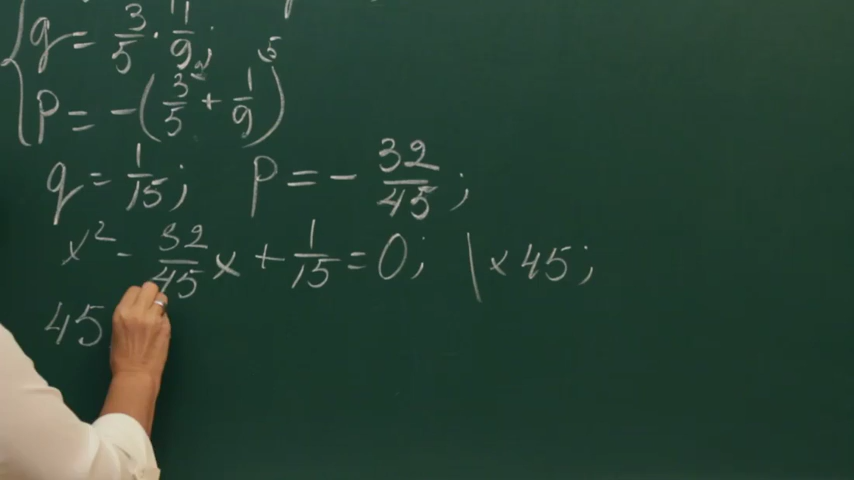 q = 3/5 · 1/9;
p = -(3/5 + 1/9)
q = 1/15; p = - 32/45;
x² - 32/45 x + 1/15 = 0; | × 45;
45